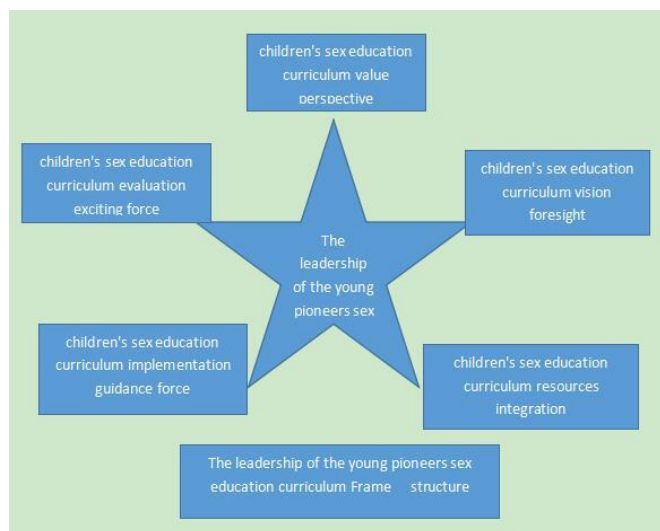 children's sex education
curriculum value
perspective
children's sex education
curriculum evaluation
exciting force
children's sex education
curriculum vision
foresight
The
leadership
of the young
pioneers sex
children's sex education
curriculum implementation
guidance force
children's sex education
curriculum resources
integration
The leadership of the young pioneers sex
education curriculum Frame structure